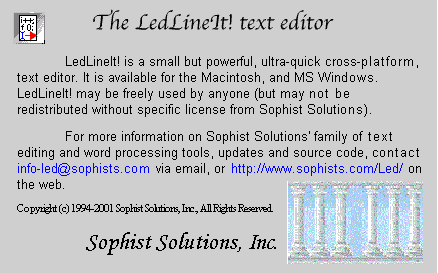 The LedLineIt! text editor
LedLineIt! is a small but powerful, ultra-quick cross-platform,
text editor. It is available for the Macintosh, and MS Windows.
LedLineIt! may be freely used by anyone (but may not be
redistributed without specific license from Sophist Solutions).
For more information on Sophist Solutions' family of text
editing and word processing tools, updates and source code, contact
info-led@sophists.com via email, or http://www.sophists.com/Led/ on
the web.
Copyright (c) 1994-2001 Sophist Solutions, Inc., All Rights Reserved.
Sophist Solutions, Inc.